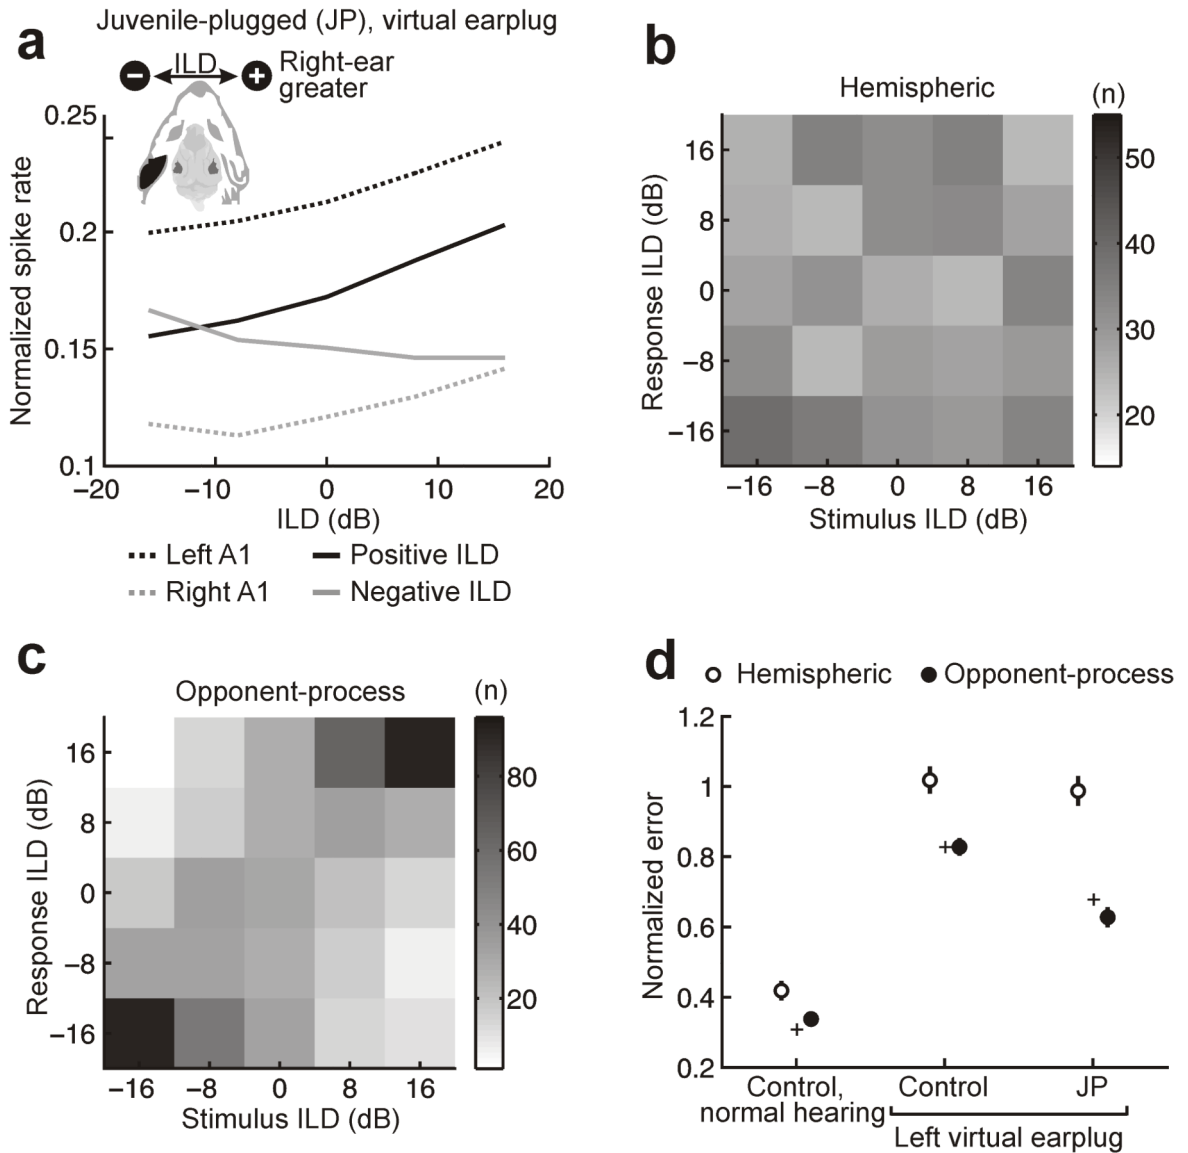 a
Juvenile-plugged (JP), virtual earplug
− ILD + Right-ear
greater
0.25
0.2
0.15
0.1
Normalized spike rate
−20 −10 0 10 20
ILD (dB)
Left A1 Positive ILD
Right A1 Negative ILD
b
Hemispheric
(n)
16
8
0
−8
−16
Response ILD (dB)
−16 −8 0 8 16
Stimulus ILD (dB)
50
40
30
20
c
Opponent-process
(n)
16
8
0
−8
−16
Response ILD (dB)
−16 −8 0 8 16
Stimulus ILD (dB)
80
60
40
20
d
Hemispheric Opponent-process
1.2
1
0.8
0.6
0.4
0.2
Normalized error
Control, Control JP
normal hearing
Left virtual earplug